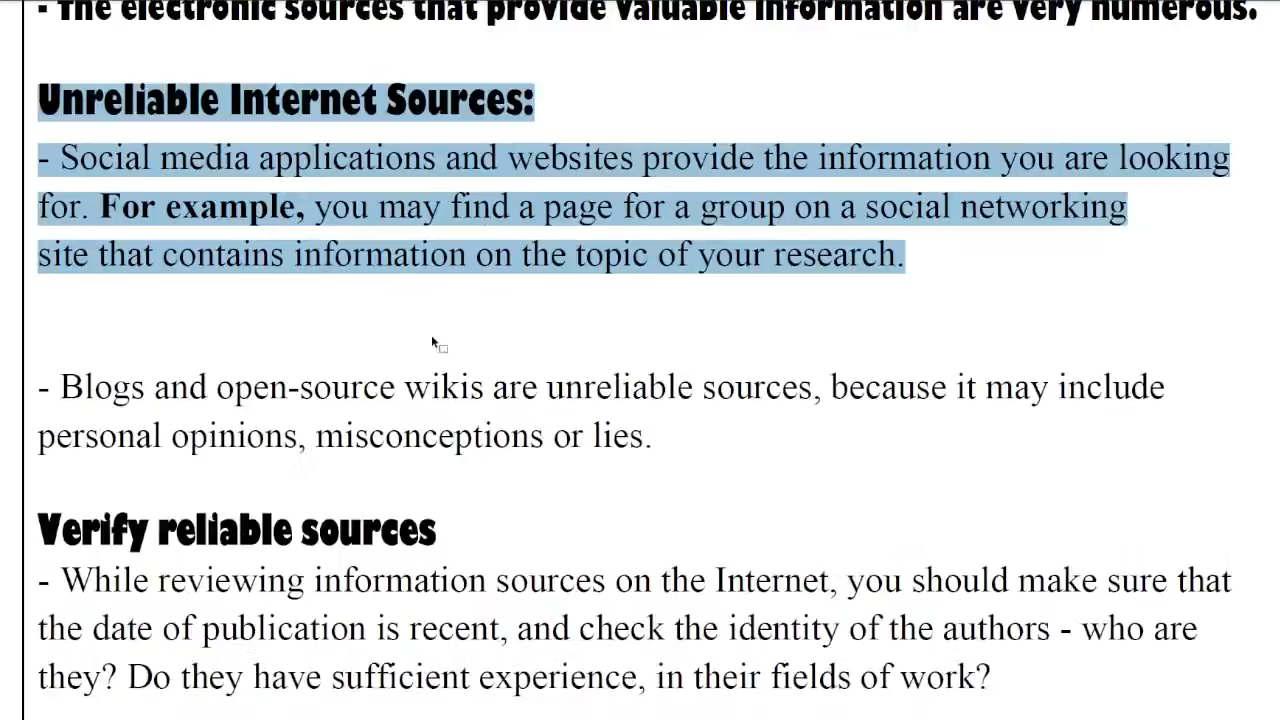 - The electronic sources that provide valuable information are very numerous.
Unreliable Internet Sources:
- Social media applications and websites provide the information you are looking
for. For example, you may find a page for a group on a social networking
site that contains information on the topic of your research.
- Blogs and open-source wikis are unreliable sources, because it may include
personal opinions, misconceptions or lies.
Verify reliable sources
- While reviewing information sources on the Internet, you should make sure that
the date of publication is recent, and check the identity of the authors - who are
they? Do they have sufficient experience, in their fields of work?